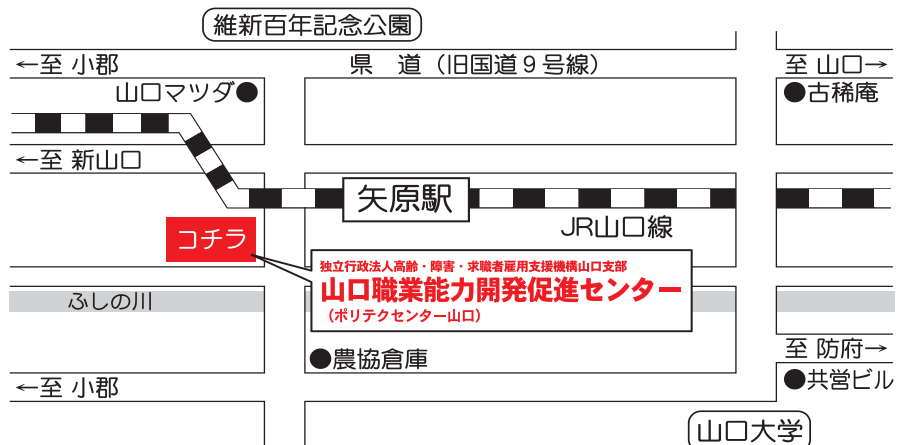 維新百年記念公園
←至 小郡
県 道（旧国道９号線）
至 山口→
山口マツダ●
●古稀庵
←至 新山口
矢原駅
JR山口線
コチラ
独立行政法人高齢・障害・求職者雇用支援機構山口支部
山口職業能力開発促進センター
（ポリテクセンター山口）
ふしの川
至 防府→
●農協倉庫
●共営ビル
←至 小郡
山口大学